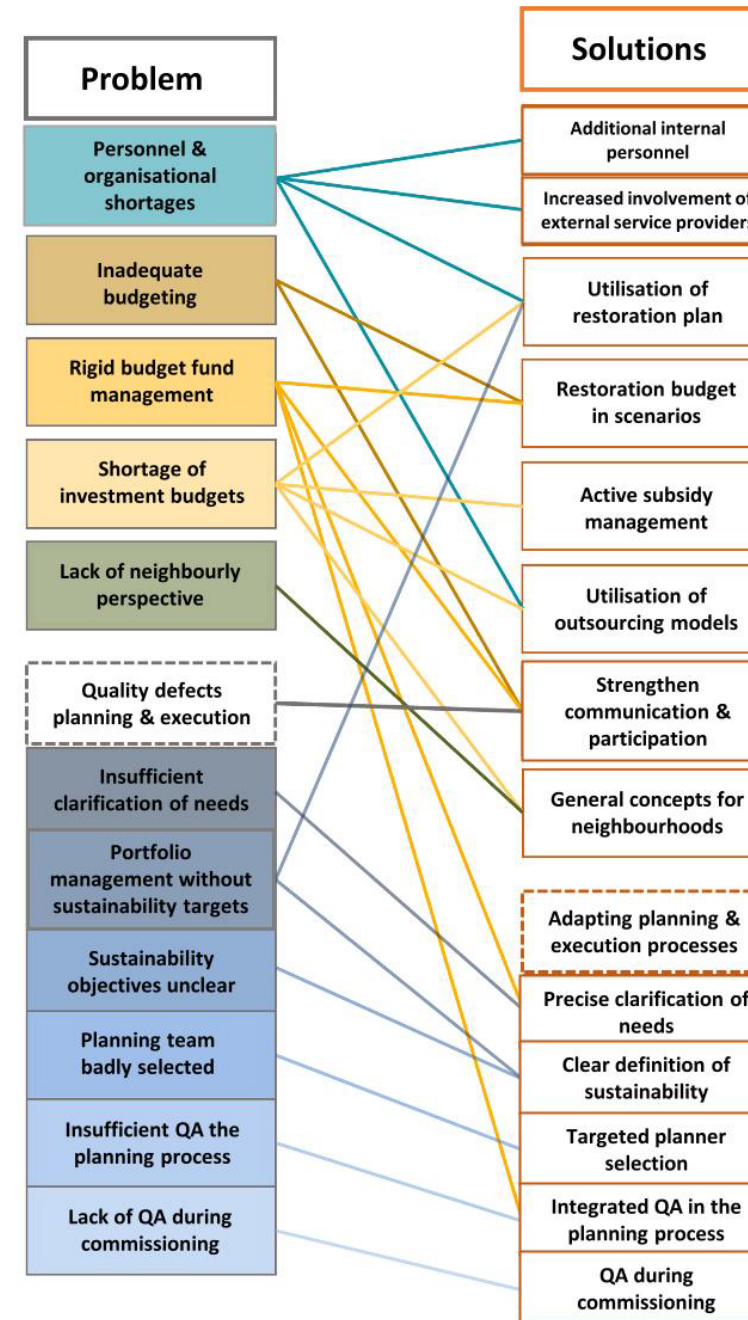 Problem
Personnel &
organisational
shortages
Inadequate
budgeting
Rigid budget fund
management
Shortage of
investment budgets
Lack of neighbourly
perspective
Quality defects
planning & execution
Insufficient
clarification of needs
Portfolio
management without
sustainability targets
Sustainability
objectives unclear
Planning team
badly selected
Insufficient QA the
planning process
Lack of QA during
commissioning
Solutions
Additional internal
personnel
Increased involvement of
external service providers
Utilisation of
restoration plan
Restoration budget
in scenarios
Active subsidy
management
Utilisation of
outsourcing models
Strengthen
communication &
participation
General concepts for
neighbourhoods
Adapting planning &
execution processes
Precise clarification of
needs
Clear definition of
sustainability
Targeted planner
selection
Integrated QA in the
planning process
QA during
commissioning